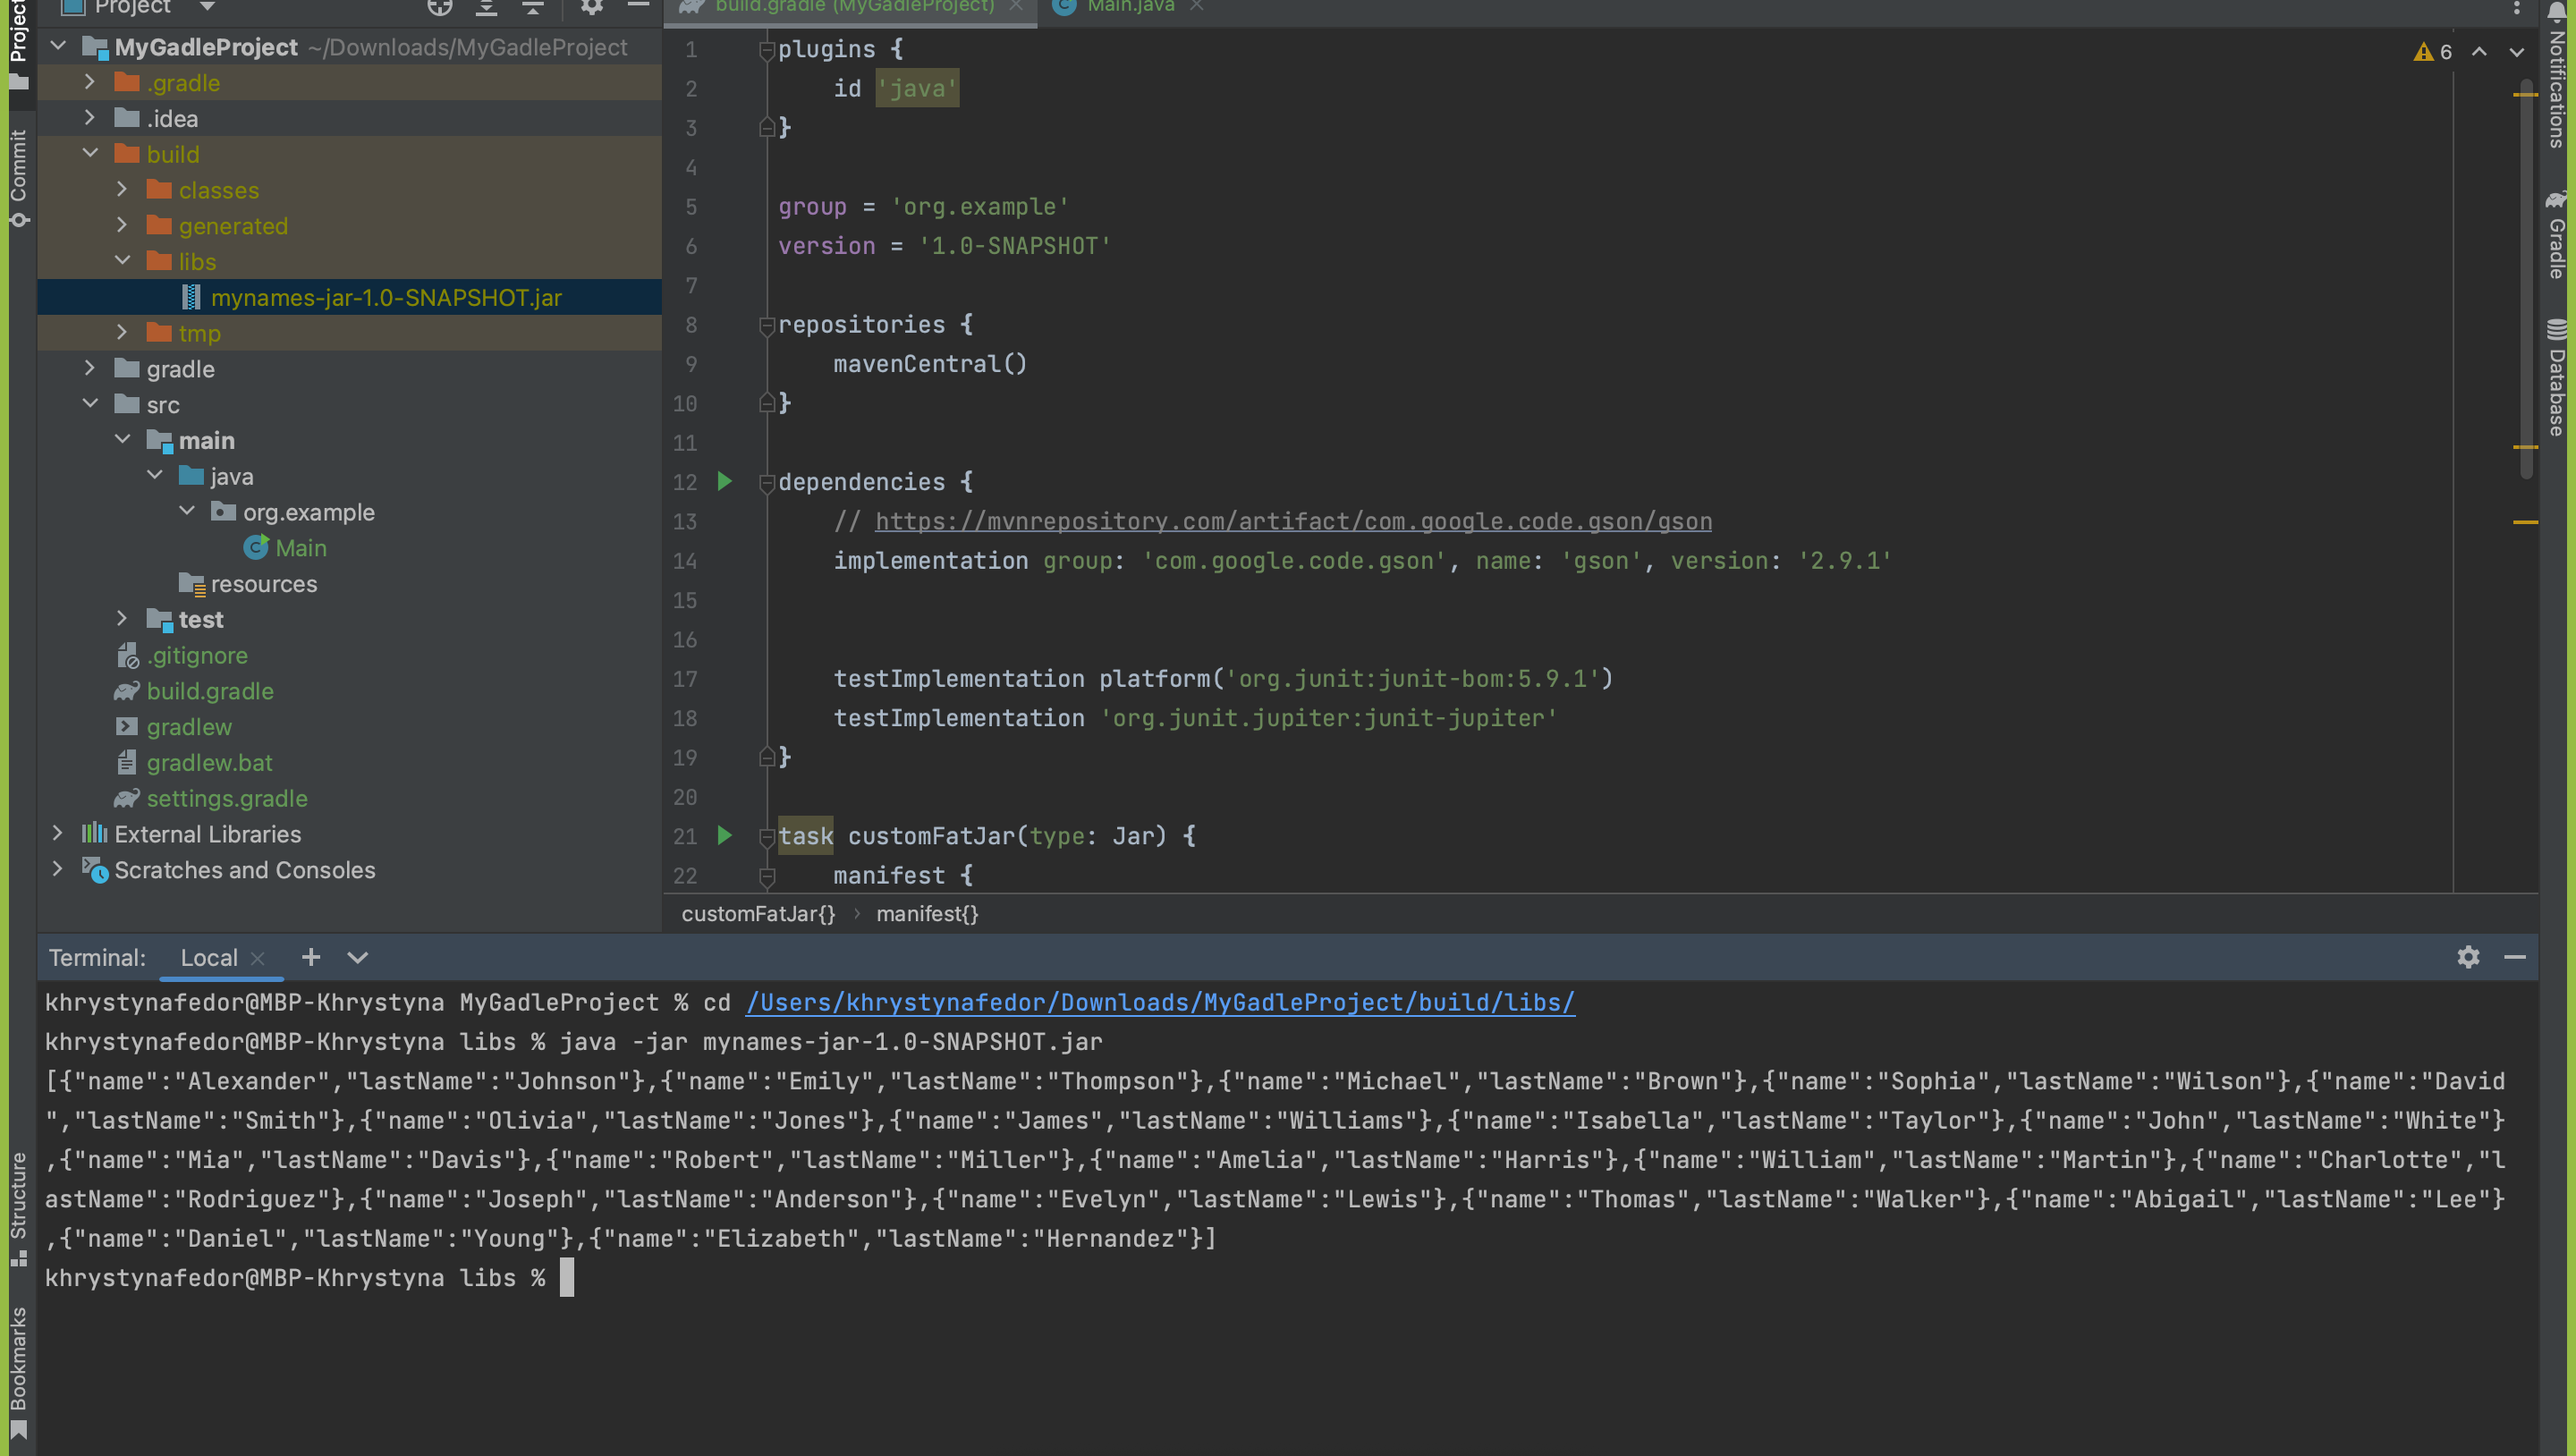 Project
build.gradle (MyGadleProject)
Main.java
Project
Commit
Structure
Bookmarks
MyGadleProject ~/Downloads/MyGadleProject
.gradle
.idea
build
classes
generated
libs
mynames-jar-1.0-SNAPSHOT.jar
tmp
gradle
src
main
java
org.example
Main
resources
test
.gitignore
build.gradle
gradlew
gradlew.bat
settings.gradle
External Libraries
Scratches and Consoles
1 plugins {
2 id 'java'
3 }
4
5 group = 'org.example'
6 version = '1.0-SNAPSHOT'
7
8 repositories {
9 mavenCentral()
10 }
11
12 dependencies {
13 // https://mvnrepository.com/artifact/com.google.code.gson/gson
14 implementation group: 'com.google.code.gson', name: 'gson', version: '2.9.1'
15
16
17 testImplementation platform('org.junit:junit-bom:5.9.1')
18 testImplementation 'org.junit.jupiter:junit-jupiter'
19 }
20
21 task customFatJar(type: Jar) {
22 manifest {
6
customFatJar{} › manifest{}
Notifications
Gradle
Database
Terminal: Local
khrystynafedor@MBP-Khrystyna MyGadleProject % cd /Users/khrystynafedor/Downloads/MyGadleProject/build/libs/
khrystynafedor@MBP-Khrystyna libs % java -jar mynames-jar-1.0-SNAPSHOT.jar
[{"name":"Alexander","lastName":"Johnson"},{"name":"Emily","lastName":"Thompson"},{"name":"Michael","lastName":"Brown"},{"name":"Sophia","lastName":"Wilson"},{"name":"David
","lastName":"Smith"},{"name":"Olivia","lastName":"Jones"},{"name":"James","lastName":"Williams"},{"name":"Isabella","lastName":"Taylor"},{"name":"John","lastName":"White"}
,{"name":"Mia","lastName":"Davis"},{"name":"Robert","lastName":"Miller"},{"name":"Amelia","lastName":"Harris"},{"name":"William","lastName":"Martin"},{"name":"Charlotte","l
astName":"Rodriguez"},{"name":"Joseph","lastName":"Anderson"},{"name":"Evelyn","lastName":"Lewis"},{"name":"Thomas","lastName":"Walker"},{"name":"Abigail","lastName":"Lee"}
,{"name":"Daniel","lastName":"Young"},{"name":"Elizabeth","lastName":"Hernandez"}]
khrystynafedor@MBP-Khrystyna libs %